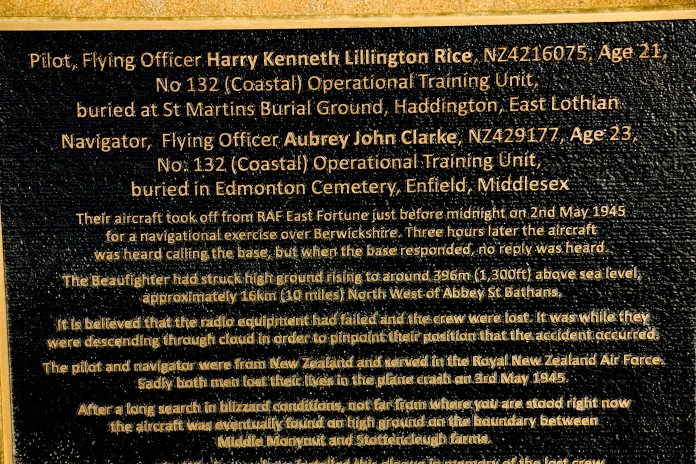 Pilot, Flying Officer Harry Kenneth Lillington Rice, NZ4216075, Age 21,
No 132 (Coastal) Operational Training Unit,
buried at St Martins Burial Ground, Haddington, East Lothian
Navigator, Flying Officer Aubrey John Clarke, NZ429177, Age 23,
No. 132 (Coastal) Operational Training Unit,
buried in Edmonton Cemetery, Enfield, Middlesex
Their aircraft took off from RAF East Fortune just before midnight on 2nd May 1945
for a navigational exercise over Berwickshire. Three hours later the aircraft
was heard calling the base, but when the base responded, no reply was heard.
The Beaufighter had struck high ground rising to around 396m (1,300ft) above sea level,
approximately 16km (10 miles) North West of Abbey St Bathans.
It is believed that the radio equipment had failed and the crew were lost. It was while they
were descending through cloud in order to pinpoint their position that the accident occurred.
The pilot and navigator were from New Zealand and served in the Royal New Zealand Air Force.
Sadly both men lost their lives in the plane crash on 3rd May 1945.
After a long search in blizzard conditions, not far from where you are stood right now
the aircraft was eventually found on high ground on the boundary between
Middle Monynut and Stottencleugh farms.
this plaque in memory of the lost crew